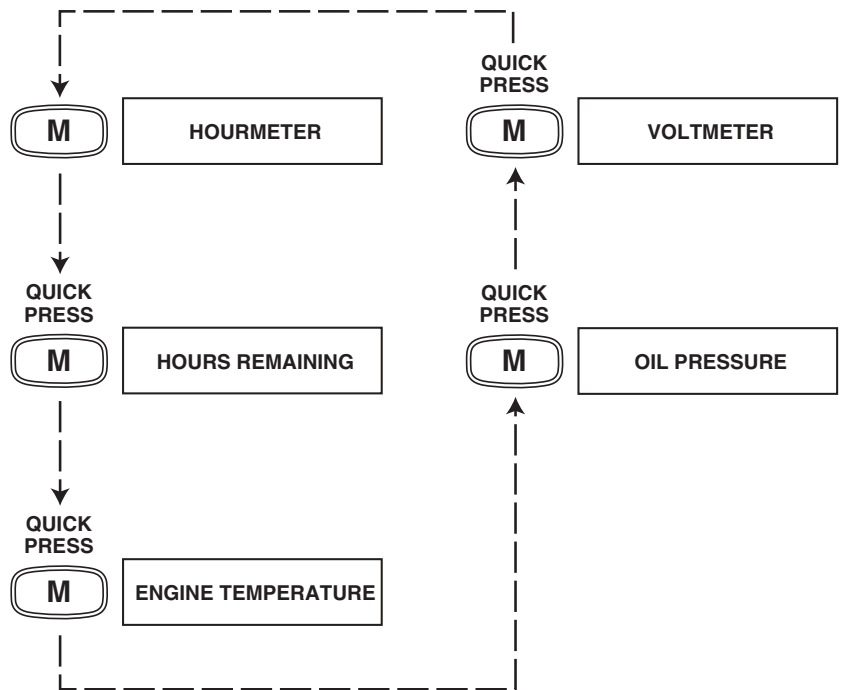 M
HOURMETER
QUICK
PRESS
M
HOURS REMAINING
QUICK
PRESS
M
ENGINE TEMPERATURE
QUICK
PRESS
M
OIL PRESSURE
QUICK
PRESS
M
VOLTMETER